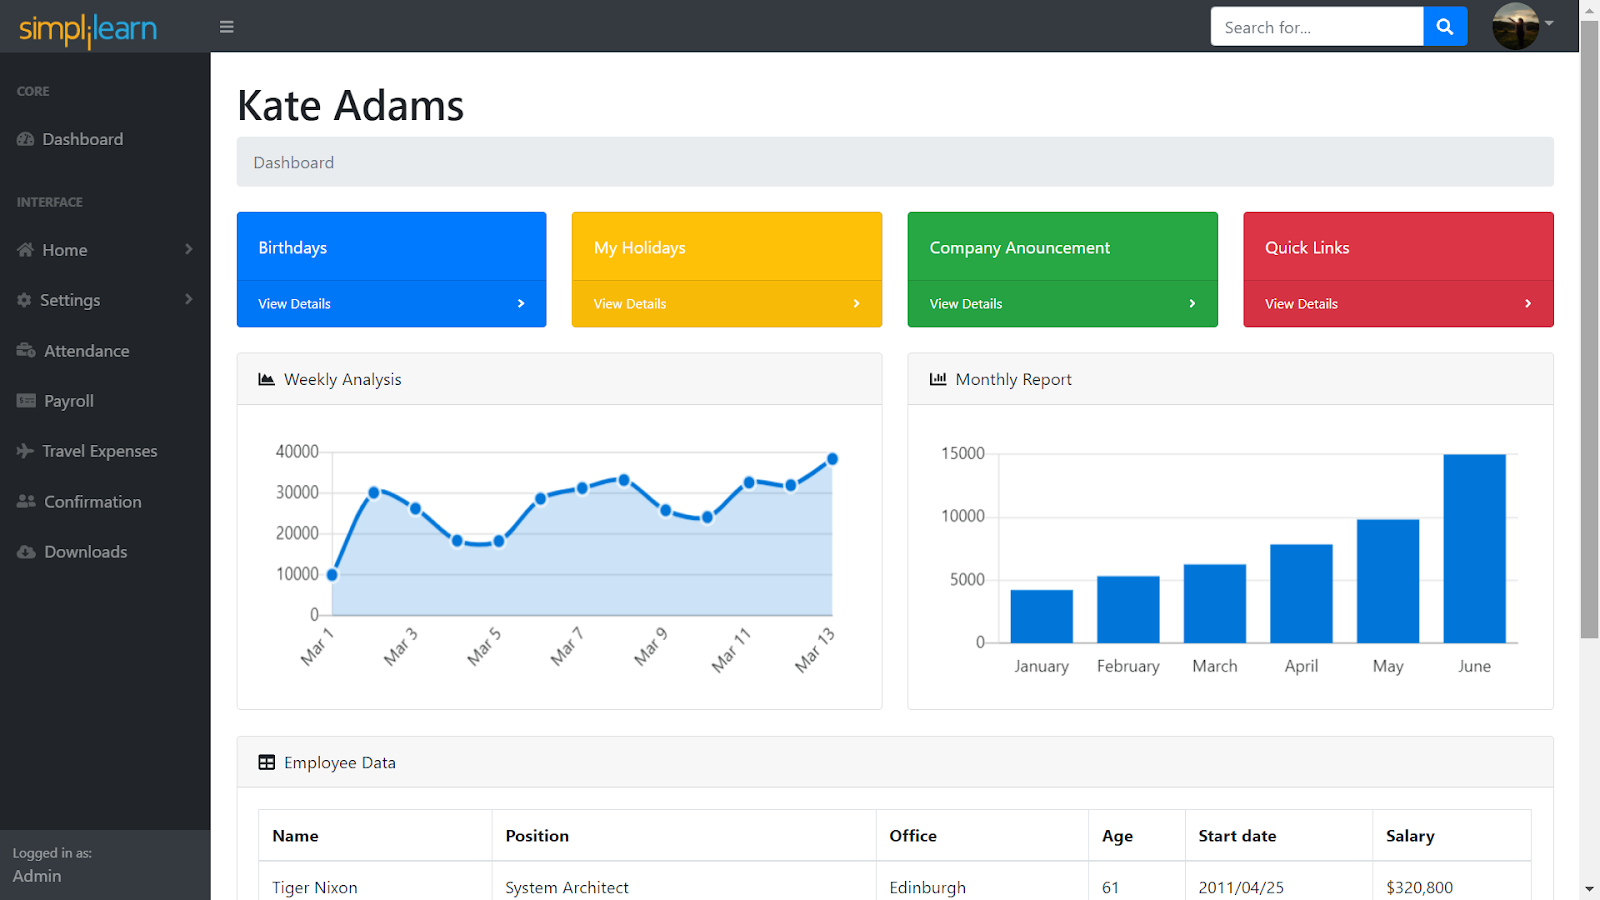 simplilearn
Search for...
CORE
Dashboard
INTERFACE
Home
Settings
Attendance
Payroll
Travel Expenses
Confirmation
Downloads
Logged in as:
Admin
Kate Adams
Dashboard
Birthdays
View Details
My Holidays
View Details
Company Anouncement
View Details
Quick Links
View Details
Weekly Analysis
40000
30000
20000
10000
0
Mar 1 Mar 3 Mar 5 Mar 7 Mar 9 Mar 11 Mar 13
Monthly Report
15000
10000
5000
0
January February March April May June
Employee Data
Name Position Office Age Start date Salary
Tiger Nixon System Architect Edinburgh 61 2011/04/25 $320,800